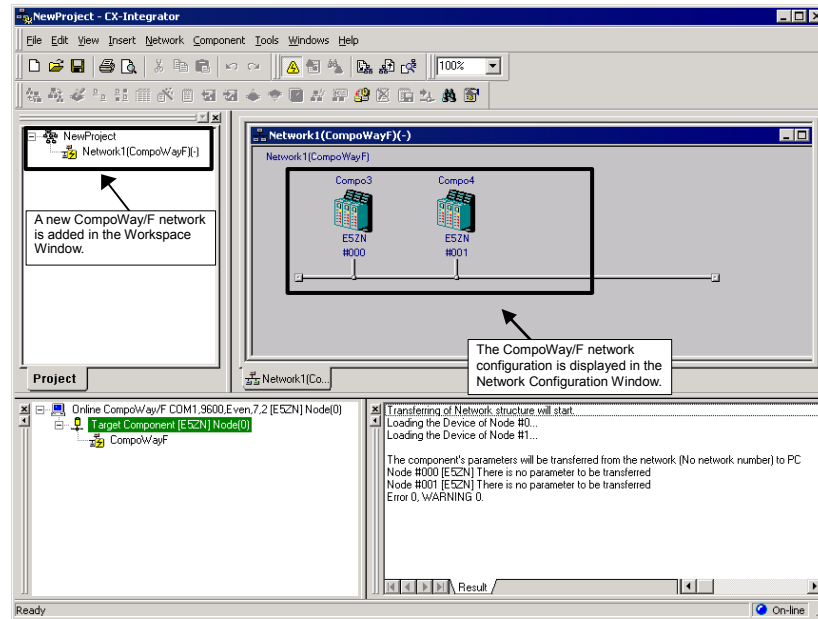 NewProject - CX-Integrator
File Edit View Insert Network Component Tools Windows Help
100%
NewProject
Network1(CompoWayF)(-)
A new CompoWay/F network
is added in the Workspace
Window.
Project
Network1(CompoWayF)(-)
Network1(CompoWayF)
Compo3 Compo4
E5ZN E5ZN
#000 #001
The CompoWay/F network
configuration is displayed in the
Network Configuration Window.
Network1(Co...
Online CompoWay/F COM1,9600,Even,7,2 [E5ZN] Node(0)
Target Component [E5ZN] Node(0)
CompoWayF
Transferring of Network structure will start.
Loading the Device of Node #0...
Loading the Device of Node #1...
The component's parameters will be transferred from the network (No network number) to PC
Node #000 [E5ZN] There is no parameter to be transferred
Node #001 [E5ZN] There is no parameter to be transferred
Error 0, WARNING 0.
Result
Ready
On-line